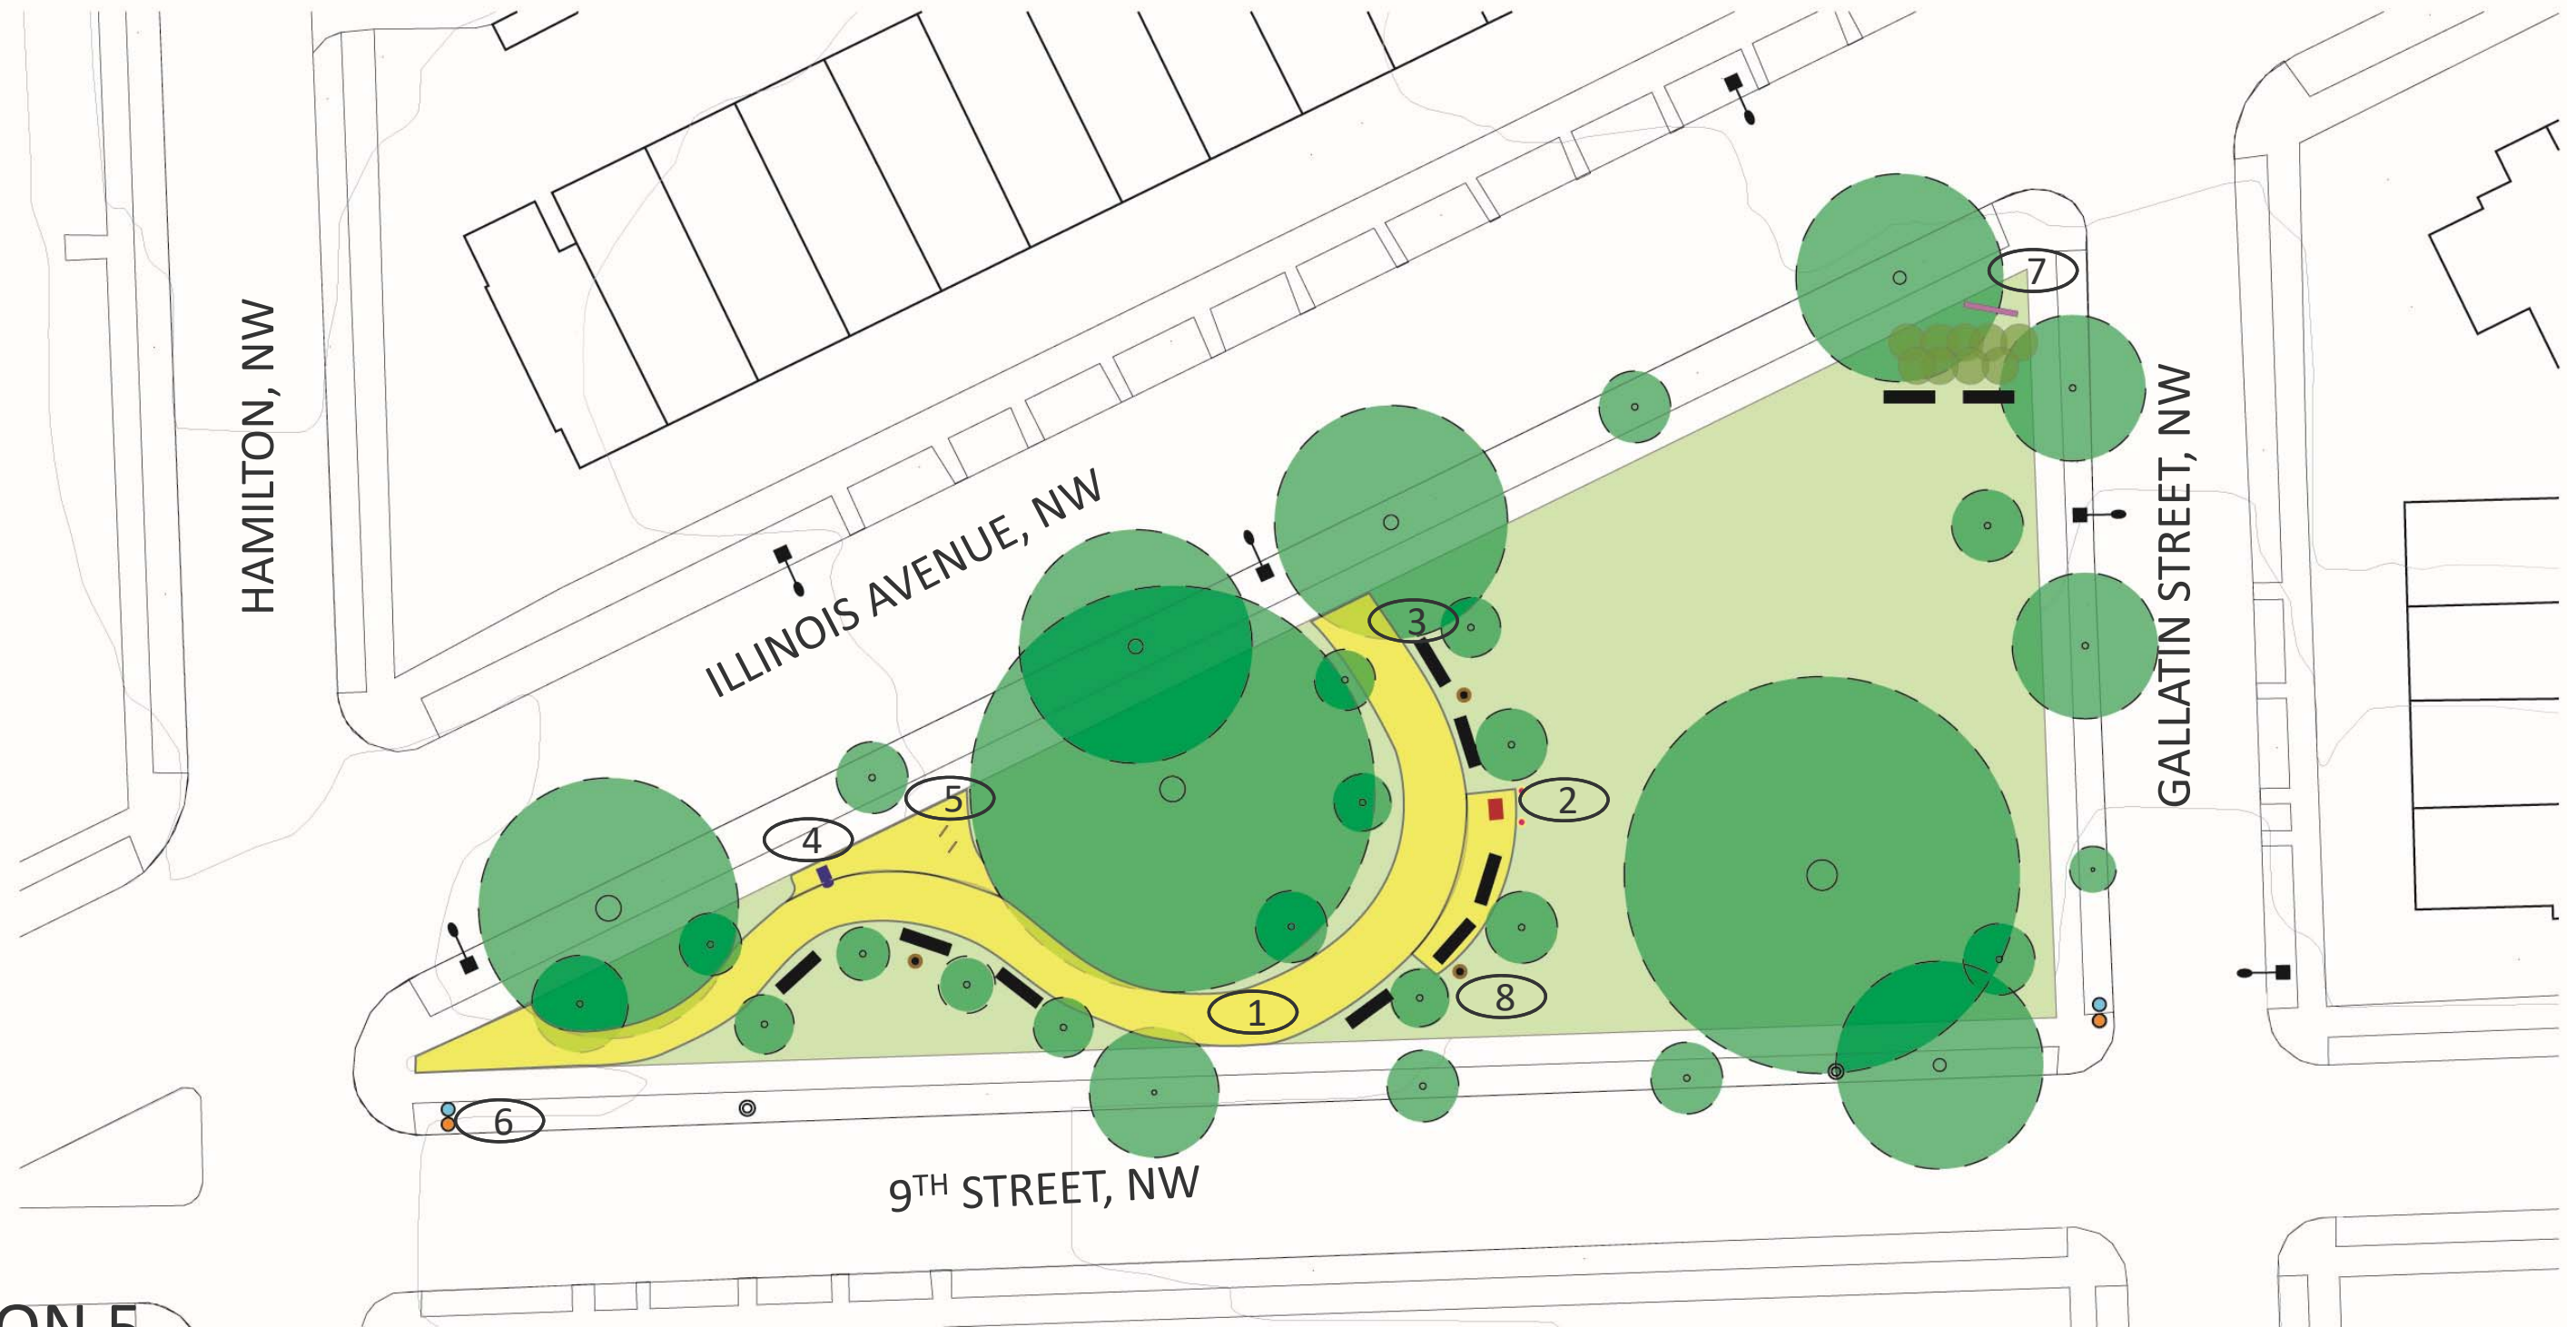 HAMILTON, NW
ILLINOIS AVENUE, NW
GALLATIN STREET, NW
7
3
5
2
4
8
1
6
9TH STREET, NW